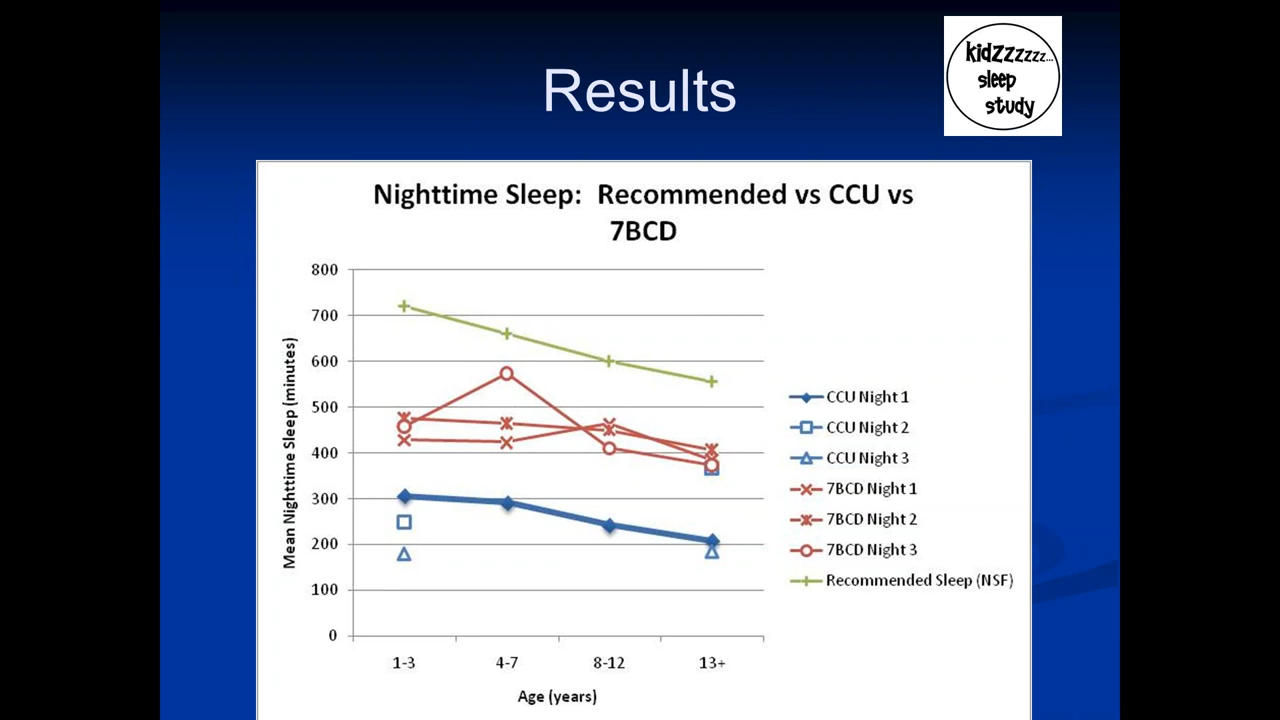 Results
kidzzzzzzz...
sleep
study
Nighttime Sleep: Recommended vs CCU vs
7BCD
Mean Nighttime Sleep (minutes)
800
700
600
500
400
300
200
100
0
1-3
4-7
8-12
13+
Age (years)
CCU Night 1
CCU Night 2
CCU Night 3
7BCD Night 1
7BCD Night 2
7BCD Night 3
Recommended Sleep (NSF)